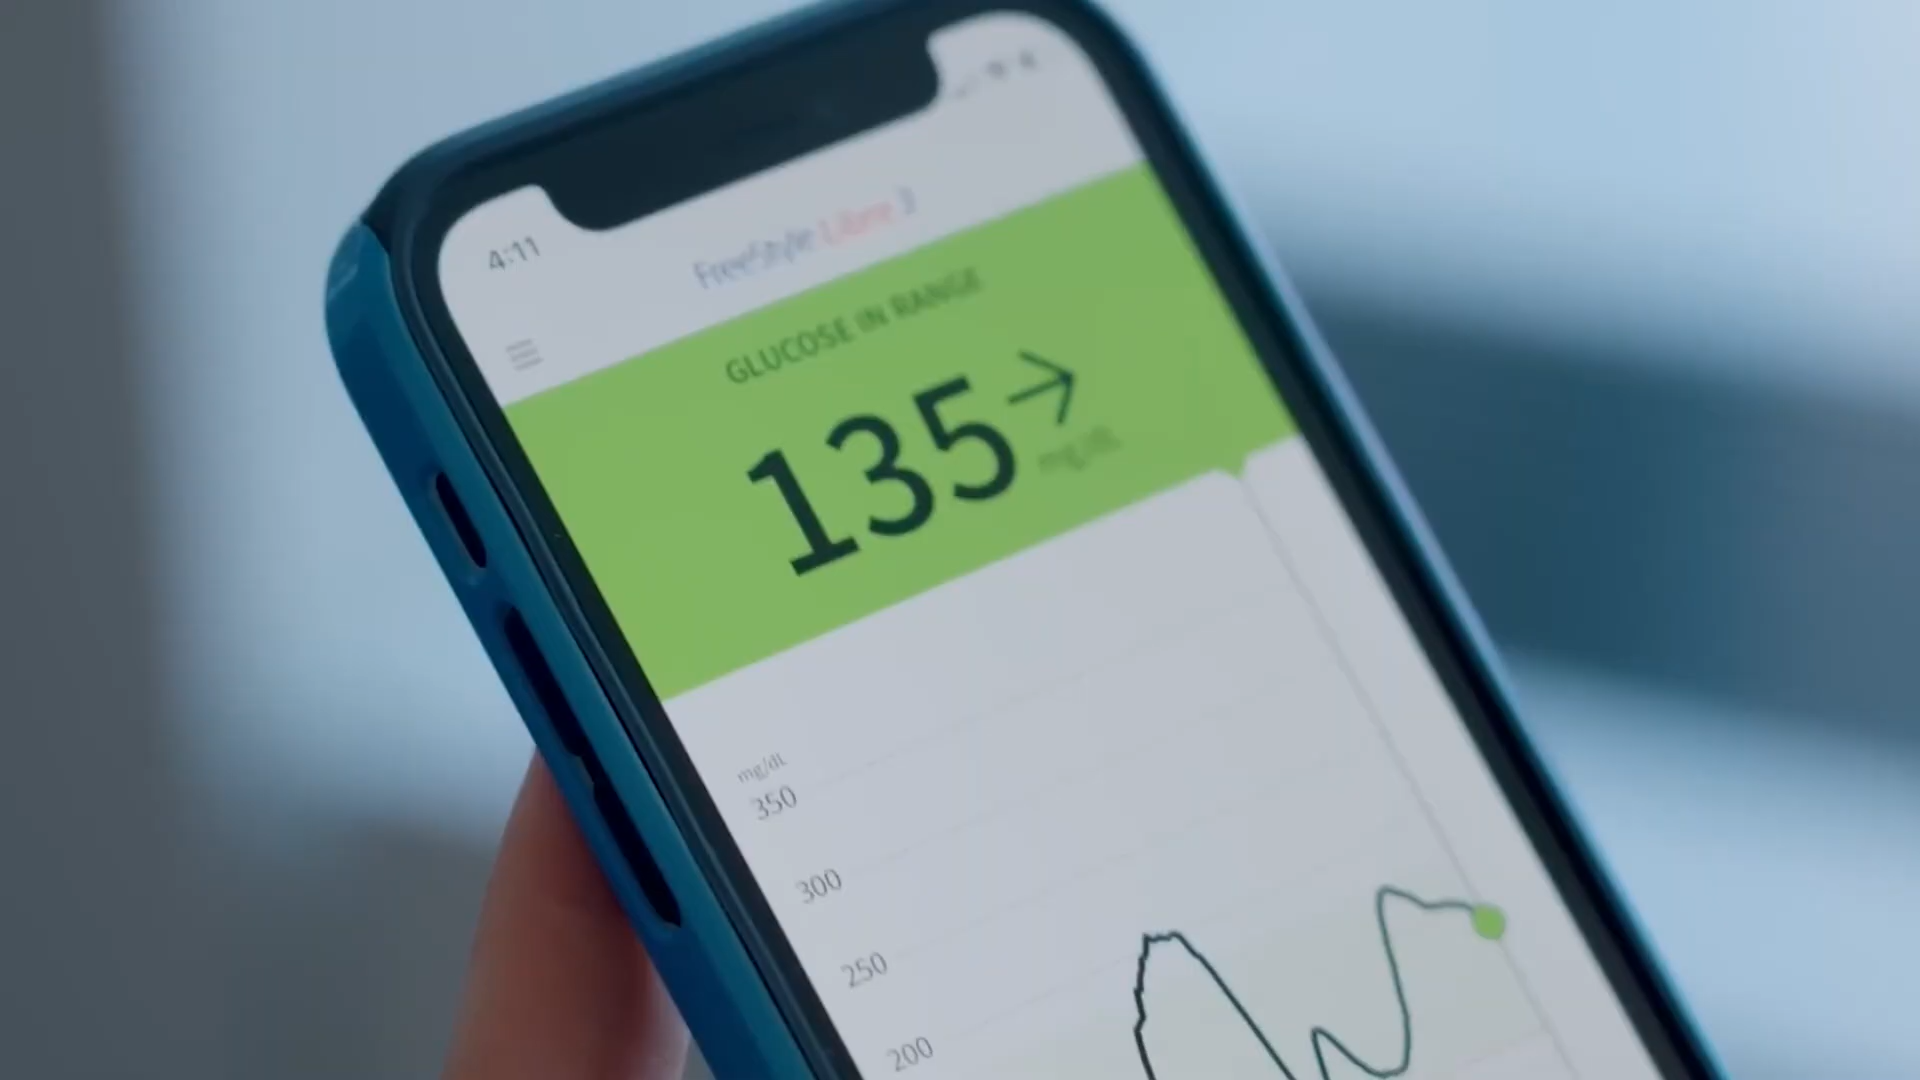 4:11
FreeStyle Libre 3
GLUCOSE IN RANGE
135→
mg/dL
mg/dL
350
300
250
200